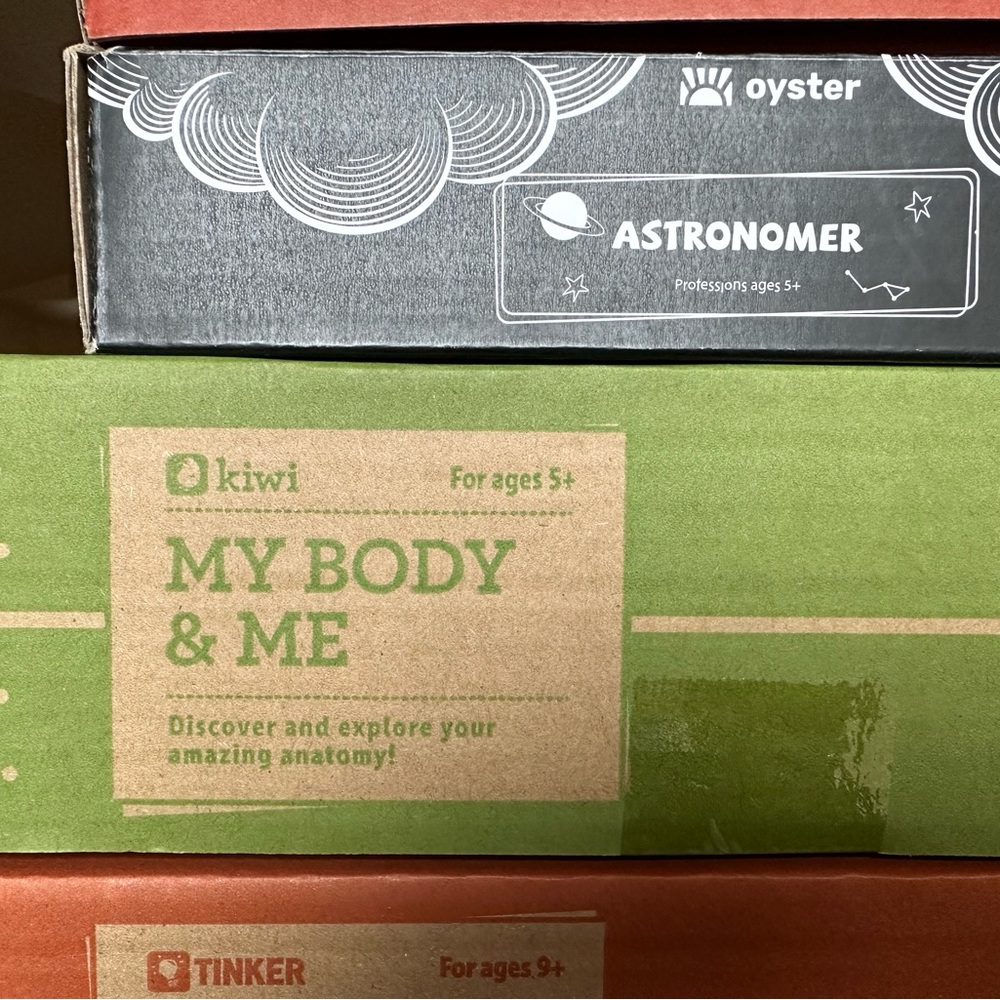 oyster
ASTRONOMER
Professions ages 5+
kiwi
For ages 5+
MY BODY
& ME
Discover and explore your
amazing anatomy!
TINKER
For ages 9+